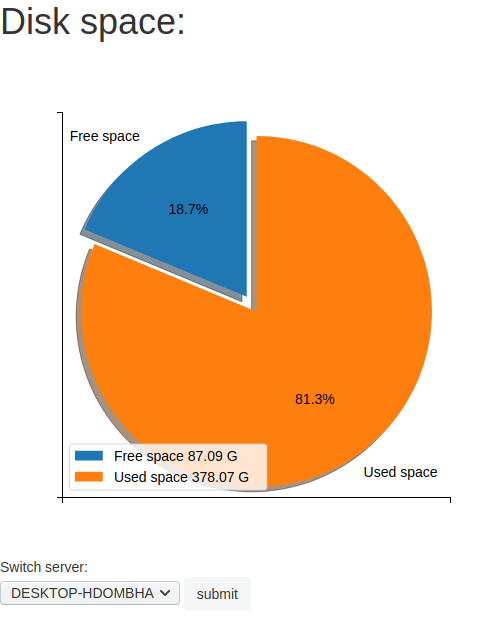 Disk space:
Free space
18.7%
81.3%
Free space 87.09 G
Used space 378.07 G
Used space
Switch server:
DESKTOP-HDOMBHA submit